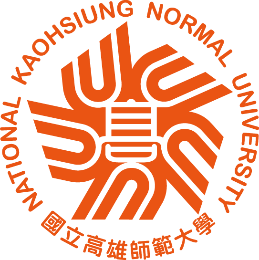 NATIONAL KAOHSIUNG NORMAL UNIVERSITY
國立高雄師範大學